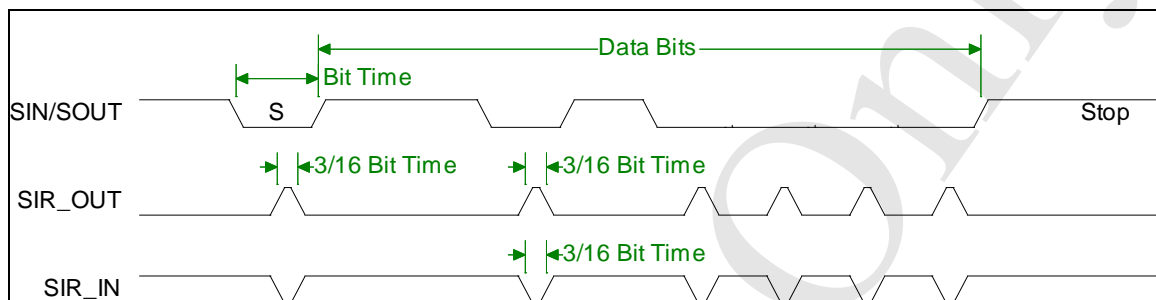 Data Bits
Bit Time
SIN/SOUT S Stop
3/16 Bit Time 3/16 Bit Time
SIR_OUT
3/16 Bit Time
SIR_IN